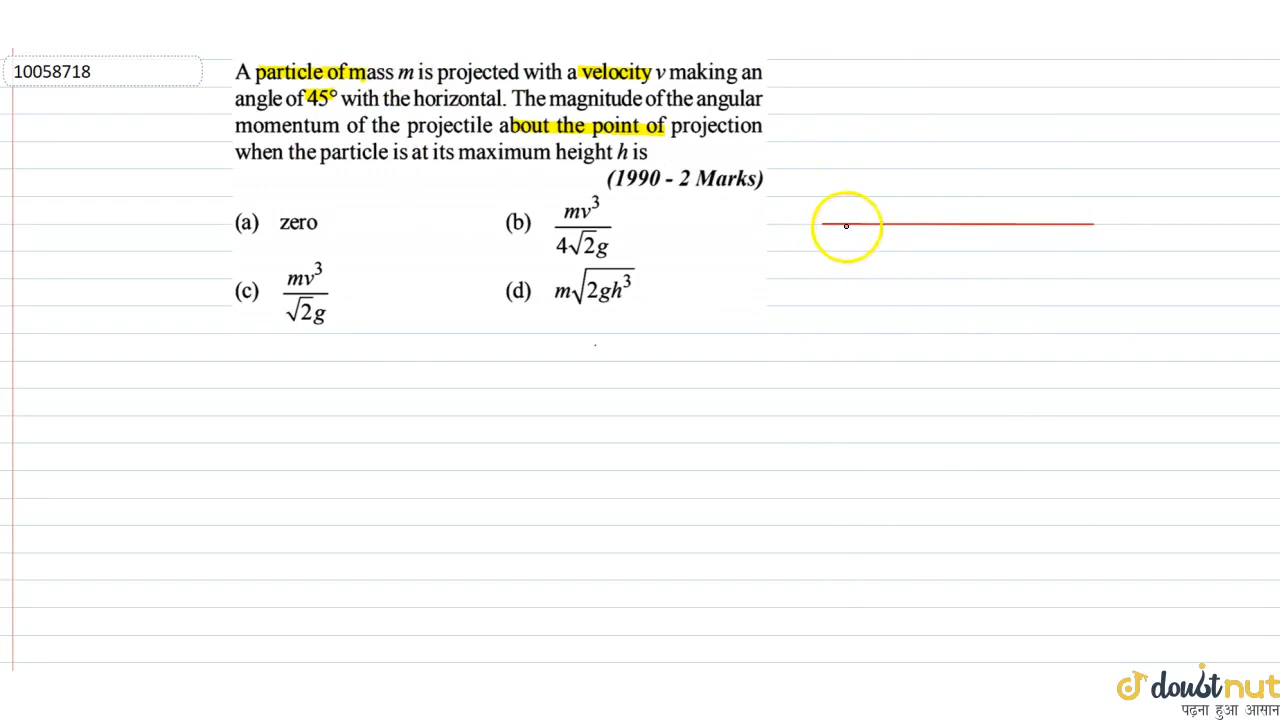 10058718
A particle of mass m is projected with a velocity v making an
angle of 45° with the horizontal. The magnitude of the angular
momentum of the projectile about the point of projection
when the particle is at its maximum height h is
(1990 - 2 Marks)
(a) zero (b) mv³/4√2g
(c) mv³/√2g (d) m√2gh³
doubtnut
पढ़ना हुआ आसान